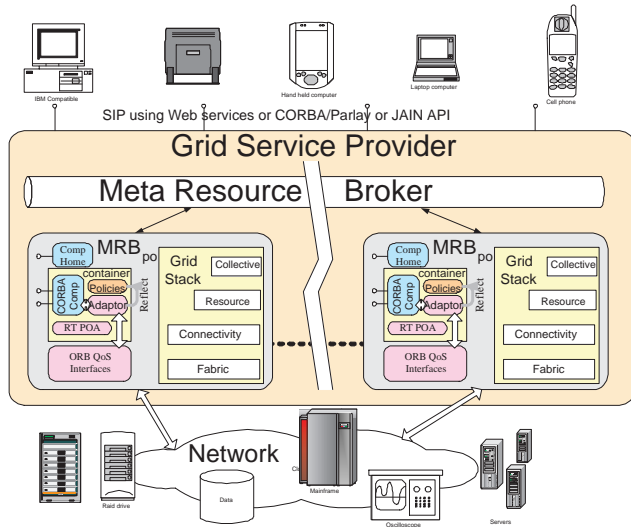 IBM Compatible
Hand held computer
Laptop computer
Cell phone
SIP using Web services or CORBA/Parlay or JAIN API
Grid Service Provider
Meta Resource Broker
MRB po
Comp
Home
container
Policies
CORBA
Comp
Adaptor
Reflect
RT POA
ORB QoS
Interfaces
Grid
Stack
Collective
Resource
Connectivity
Fabric
MRB po
Comp
Home
container
Policies
CORBA
Comp
Adaptor
Reflect
RT POA
ORB QoS
Interfaces
Grid
Stack
Collective
Resource
Connectivity
Fabric
Network
Raid drive
Data
Mainframe
Oscilloscope
Servers